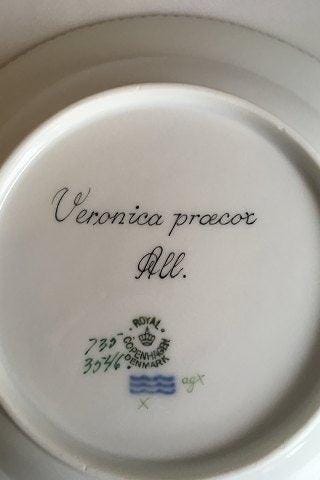 Veronica præcox
All.
· ROYAL ·
COPENHAGEN
DENMARK
735
3546.
agx
x